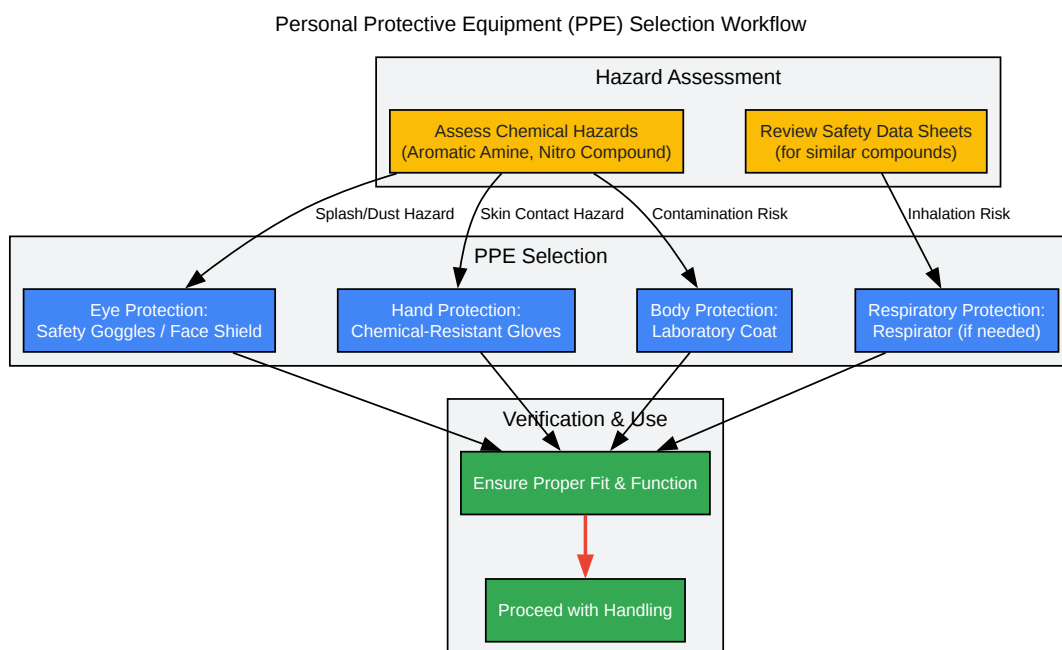 Personal Protective Equipment (PPE) Selection Workflow
Hazard Assessment
Assess Chemical Hazards
(Aromatic Amine, Nitro Compound)
Review Safety Data Sheets
(for similar compounds)
Splash/Dust Hazard
Skin Contact Hazard
Contamination Risk
Inhalation Risk
PPE Selection
Eye Protection:
Safety Goggles / Face Shield
Hand Protection:
Chemical-Resistant Gloves
Body Protection:
Laboratory Coat
Respiratory Protection:
Respirator (if needed)
Verification & Use
Ensure Proper Fit & Function
Proceed with Handling